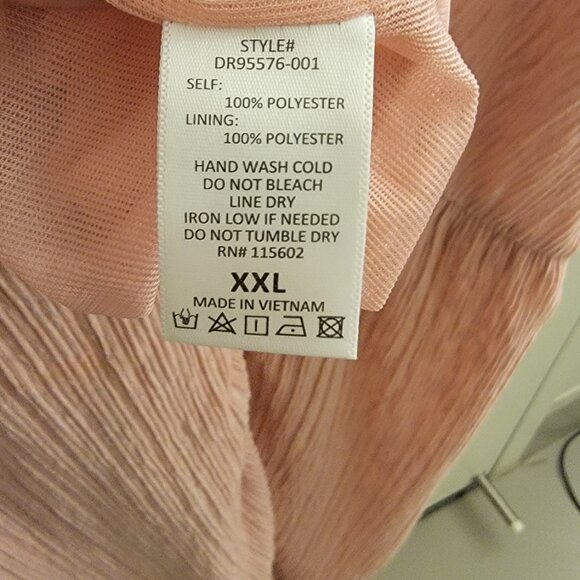 STYLE#
DR95576-001
SELF:
100% POLYESTER
LINING:
100% POLYESTER
HAND WASH COLD
DO NOT BLEACH
LINE DRY
IRON LOW IF NEEDED
DO NOT TUMBLE DRY
RN# 115602
XXL
MADE IN VIETNAM